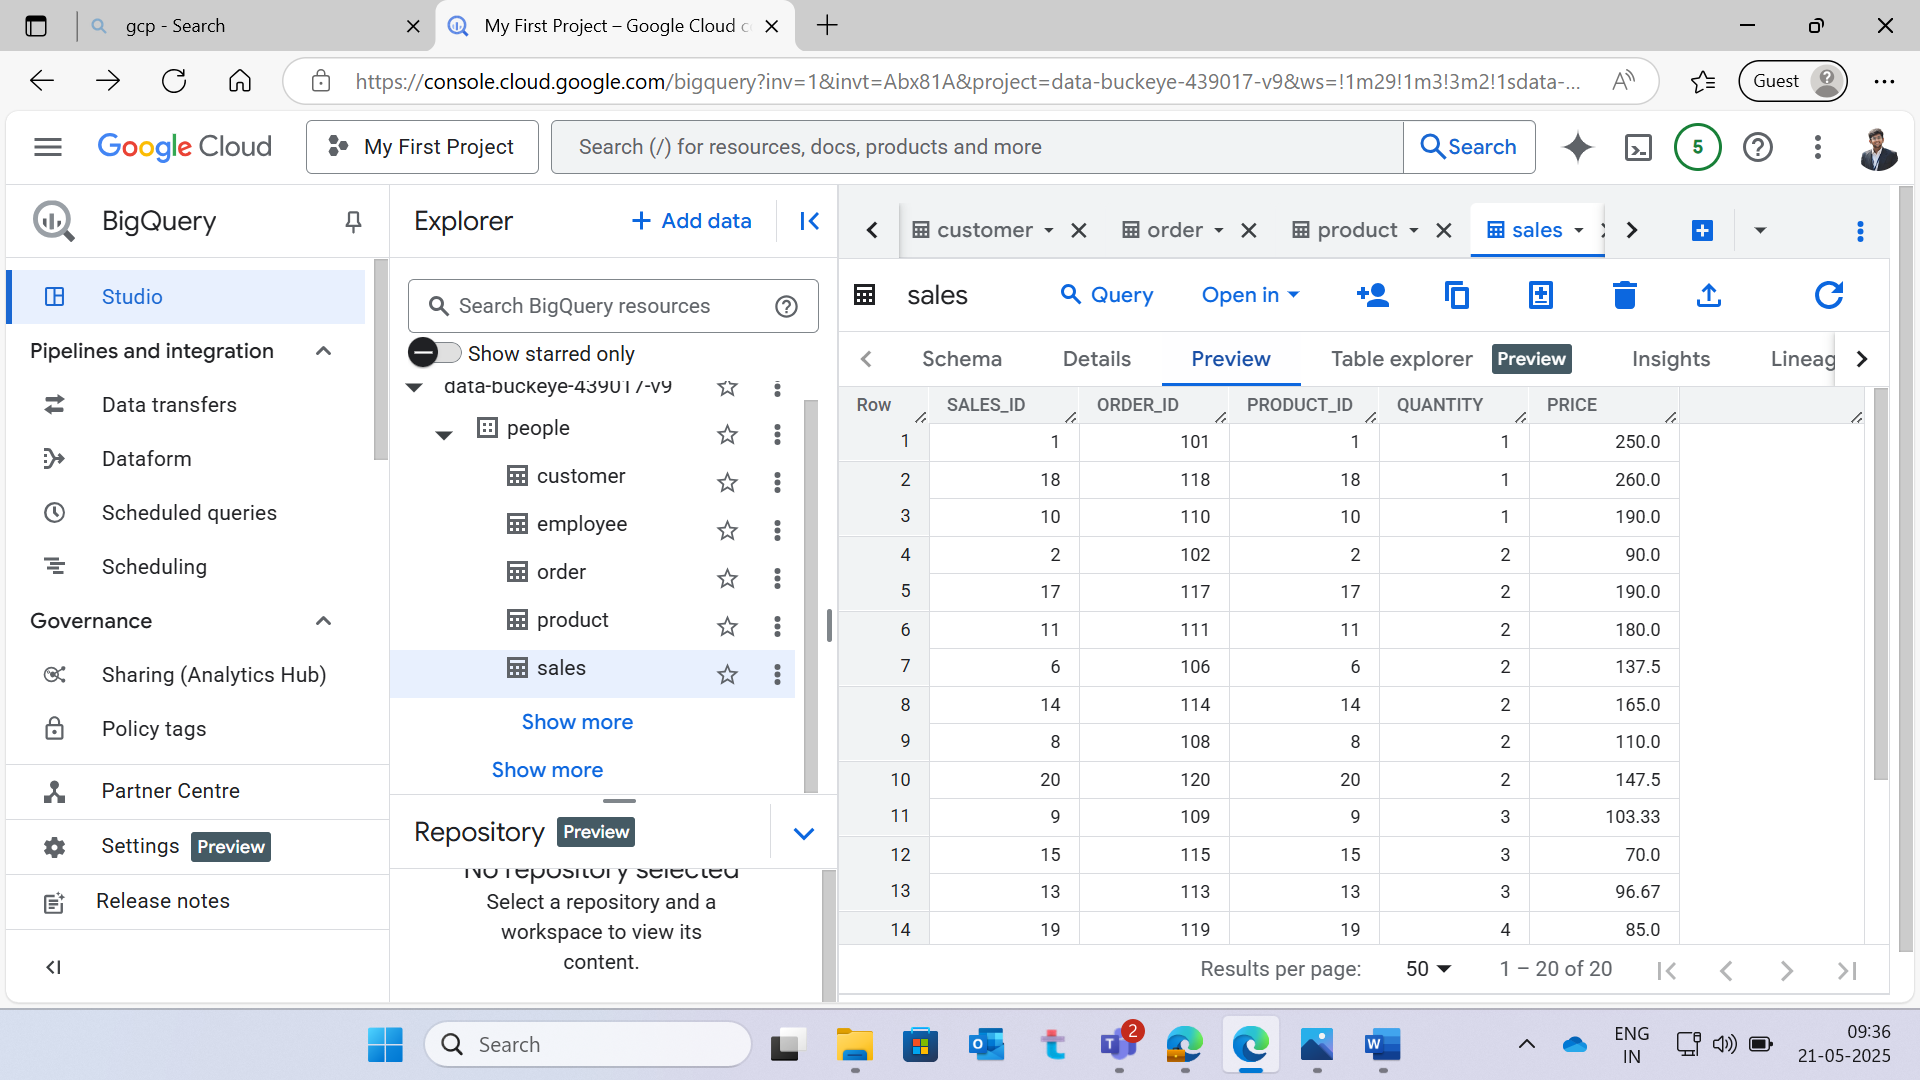 gcp - Search
My First Project – Google Cloud c
https://console.cloud.google.com/bigquery?inv=1&invt=Abx81A&project=data-buckeye-439017-v9&ws=!1m29!1m3!3m2!1sdata-...
Guest
Google Cloud
My First Project
Search (/) for resources, docs, products and more
Search
5
BigQuery
Studio
Pipelines and integration
Data transfers
Dataform
Scheduled queries
Scheduling
Governance
Sharing (Analytics Hub)
Policy tags
Partner Centre
Settings Preview
Release notes
Explorer
+ Add data
Search BigQuery resources
Show starred only
data-buckeye-439017-v9
people
customer
employee
order
product
sales
Show more
Show more
Repository Preview
No repository selected
Select a repository and a
workspace to view its
content.
customer order product sales
sales Query Open in
Schema Details Preview Table explorer Preview Insights Lineag
Row SALES_ID ORDER_ID PRODUCT_ID QUANTITY PRICE
1 1 101 1 1 250.0
2 18 118 18 1 260.0
3 10 110 10 1 190.0
4 2 102 2 2 90.0
5 17 117 17 2 190.0
6 11 111 11 2 180.0
7 6 106 6 2 137.5
8 14 114 14 2 165.0
9 8 108 8 2 110.0
10 20 120 20 2 147.5
11 9 109 9 3 103.33
12 15 115 15 3 70.0
13 13 113 13 3 96.67
14 19 119 19 4 85.0
Results per page: 50 1 – 20 of 20
Search
2
ENG
IN
09:36
21-05-2025